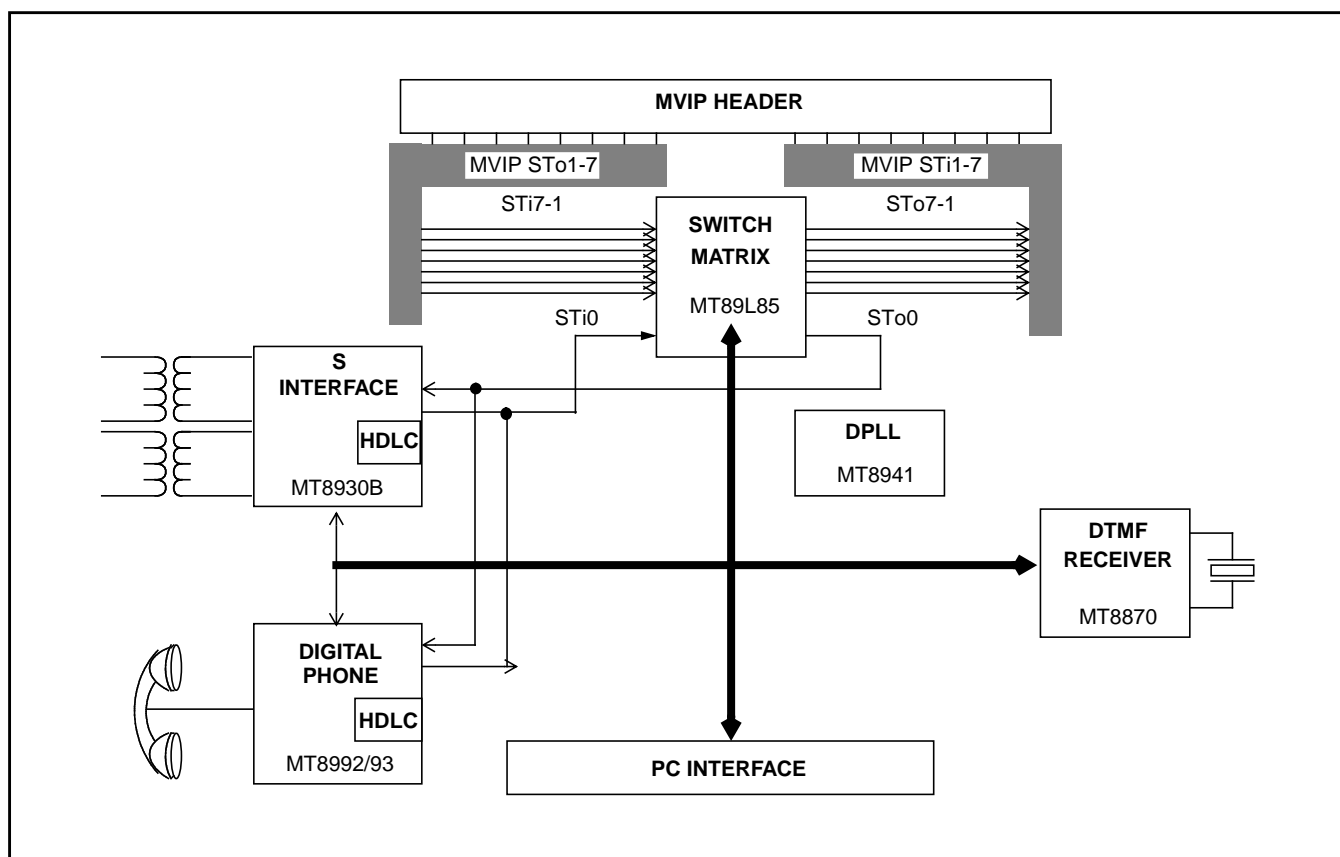 MVIP HEADER
MVIP STo1-7
MVIP STi1-7
STi7-1
STo7-1
SWITCH
MATRIX
MT89L85
STi0
STo0
S
INTERFACE
HDLC
MT8930B
DPLL
MT8941
DTMF
RECEIVER
MT8870
DIGITAL
PHONE
HDLC
MT8992/93
PC INTERFACE